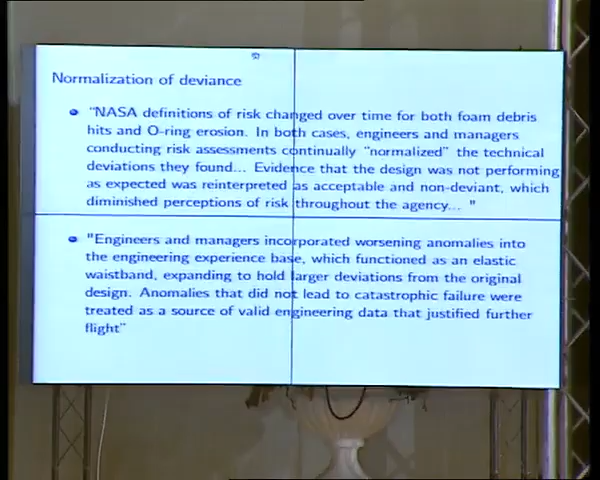 Normalization of deviance
"NASA definitions of risk changed over time for both foam debris
hits and O-ring erosion. In both cases, engineers and managers
conducting risk assessments continually "normalized" the technical
deviations they found... Evidence that the design was not performing
as expected was reinterpreted as acceptable and non-deviant, which
diminished perceptions of risk throughout the agency... "
"Engineers and managers incorporated worsening anomalies into
the engineering experience base, which functioned as an elastic
waistband, expanding to hold larger deviations from the original
design. Anomalies that did not lead to catastrophic failure were
treated as a source of valid engineering data that justified further
flight"